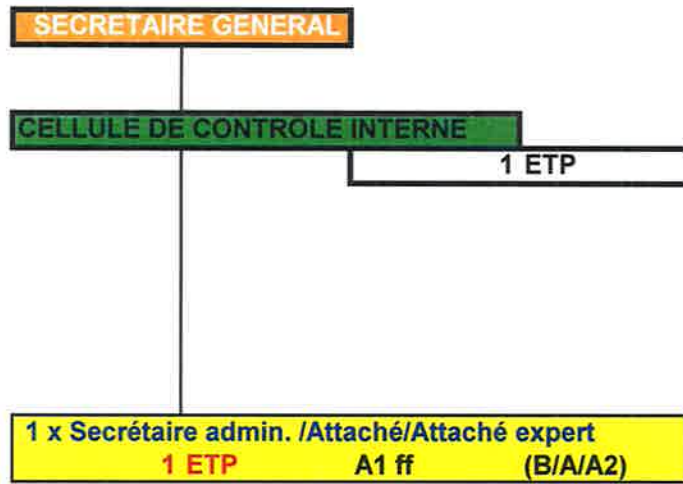 SECRETAIRE GENERAL
CELLULE DE CONTROLE INTERNE
1 ETP
1 x Secrétaire admin. /Attaché/Attaché expert
1 ETP A1 ff (B/A/A2)